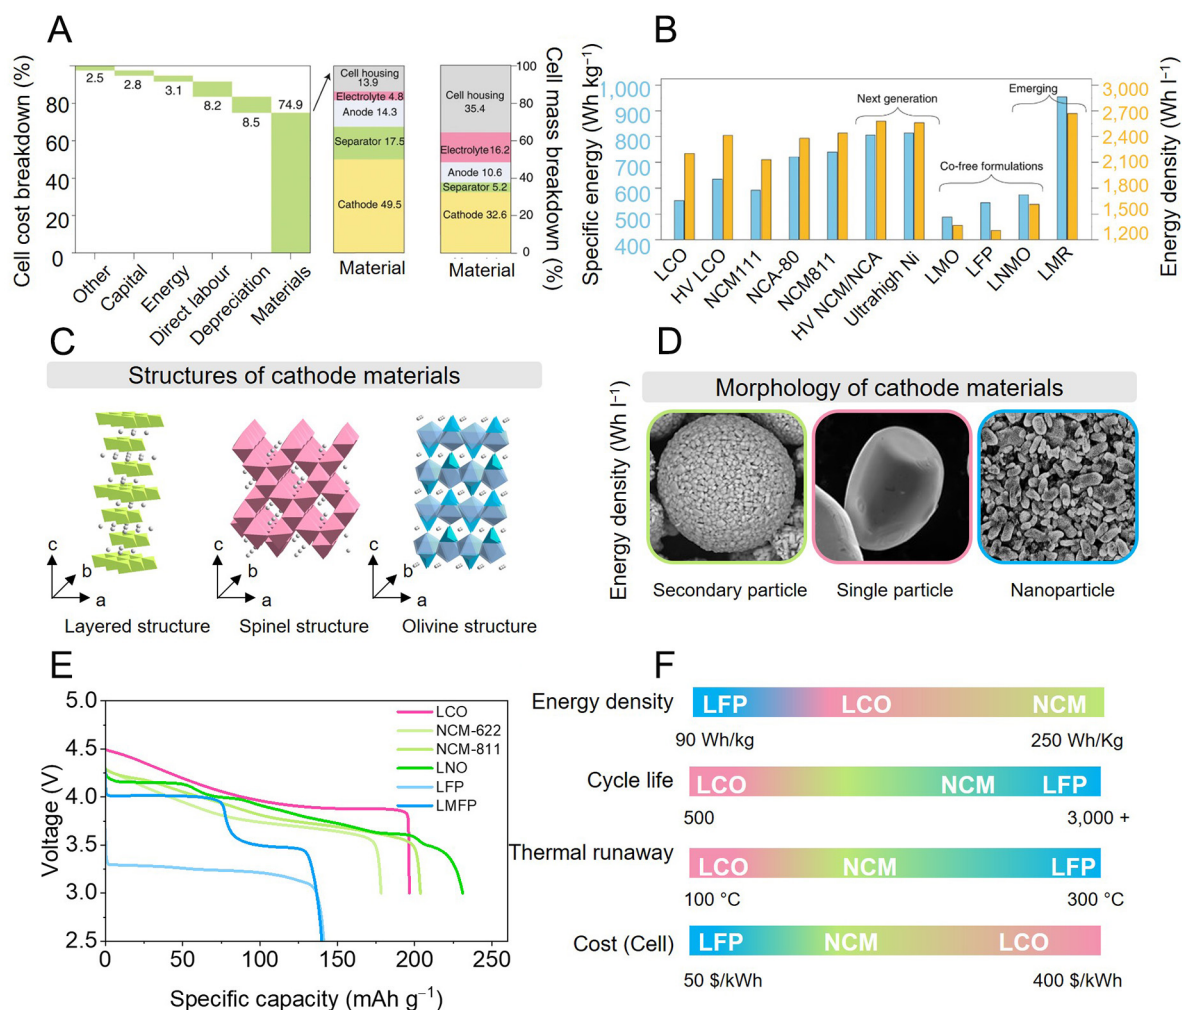 A
Cell cost breakdown (%)
80
60
40
20
0
2.5
2.8
3.1
8.2
8.5
74.9
Other
Capital
Energy
Direct labour
Depreciation
Materials
Cell housing
13.9
Electrolyte 4.8
Anode 14.3
Separator 17.5
Cathode 49.5
Material
Cell housing
35.4
Electrolyte 16.2
Anode 10.6
Separator 5.2
Cathode 32.6
Material
100
80
60
40
20
0
Cell mass breakdown (%)
B
Specific energy (Wh kg⁻¹)
1,000
900
800
700
600
500
400
Next generation
Emerging
Co-free formulations
3,000
2,700
2,400
2,100
1,800
1,500
1,200
Energy density (Wh l⁻¹)
LCO
HV LCO
NCM111
NCA-80
NCM811
HV NCM/NCA
Ultrahigh Ni
LMO
LFP
LNMO
LMR
C
Structures of cathode materials
c
b
a
c
b
a
c
b
a
Layered structure
Spinel structure
Olivine structure
D
Morphology of cathode materials
Energy density (Wh l⁻¹)
Secondary particle
Single particle
Nanoparticle
E
Voltage (V)
5.0
4.5
4.0
3.5
3.0
2.5
LCO
NCM-622
NCM-811
LNO
LFP
LMFP
0
50
100
150
200
250
Specific capacity (mAh g⁻¹)
F
Energy density
LFP
LCO
NCM
90 Wh/kg
250 Wh/Kg
Cycle life
LCO
NCM
LFP
500
3,000 +
Thermal runaway
LCO
NCM
LFP
100 °C
300 °C
Cost (Cell)
LFP
NCM
LCO
50 $/kWh
400 $/kWh